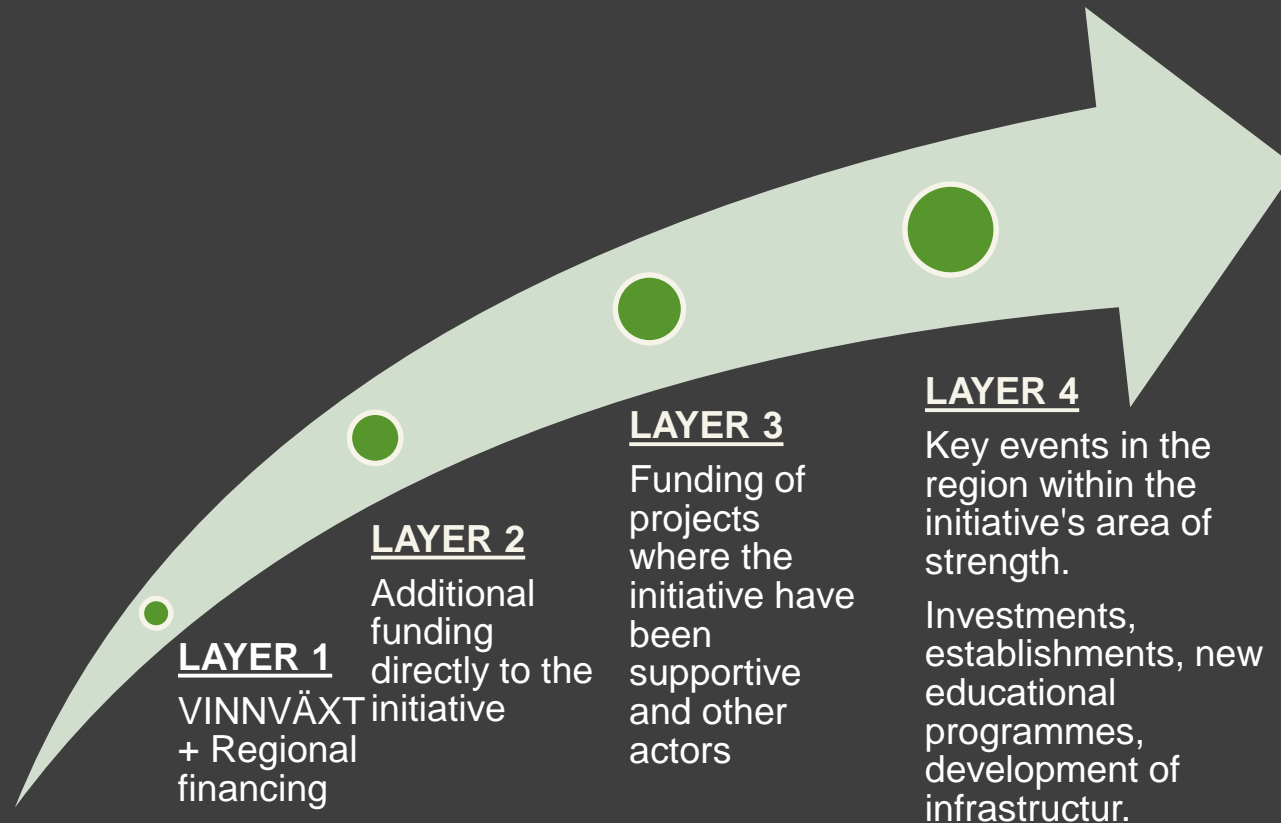 LAYER 1
VINNVÄXT
+ Regional
financing
LAYER 2
Additional
funding
directly to the
initiative
LAYER 3
Funding of
projects
where the
initiative have
been
supportive
and other
actors
LAYER 4
Key events in the
region within the
initiative's area of
strength.
Investments,
establishments, new
educational
programmes,
development of
infrastructur.